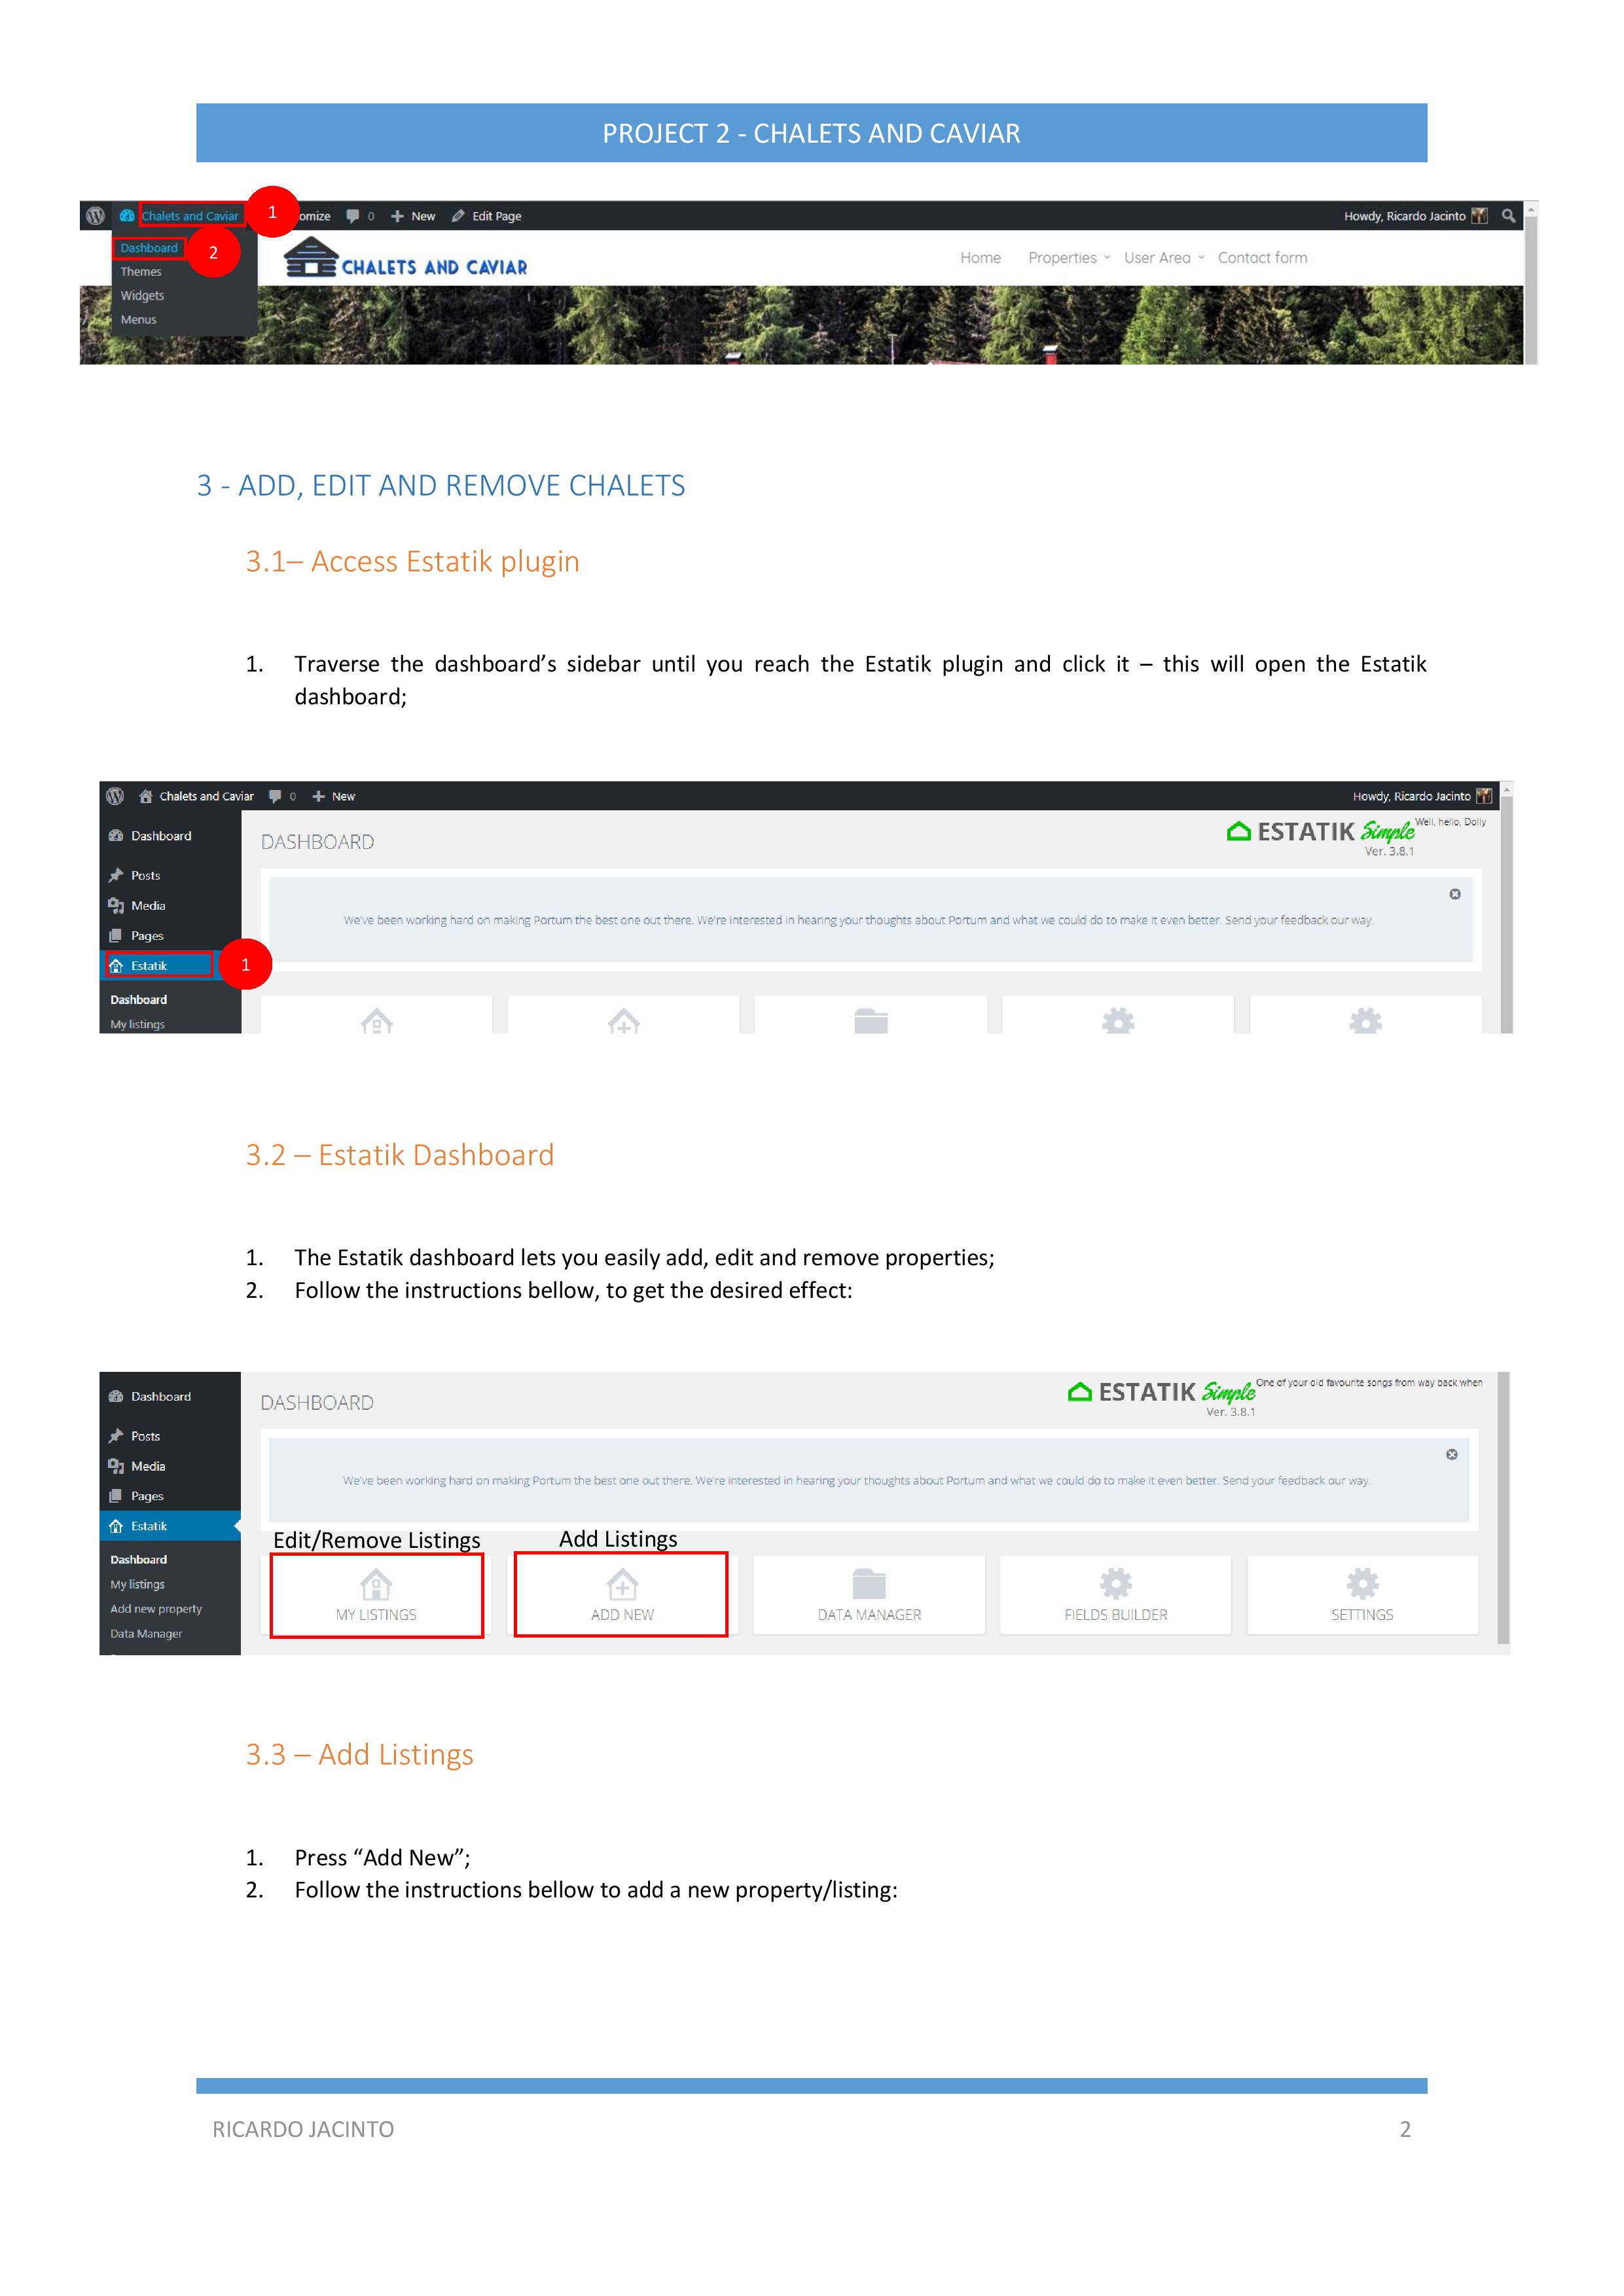 PROJECT 2 - CHALETS AND CAVIAR
Chalets and Caviar 1 omize 0 New Edit Page Howdy, Ricardo Jacinto
Dashboard 2
Themes
Widgets
Menus
CHALETS AND CAVIAR Home Properties User Area Contact form
3 - ADD, EDIT AND REMOVE CHALETS
3.1– Access Estatik plugin
1. Traverse the dashboard’s sidebar until you reach the Estatik plugin and click it – this will open the Estatik
dashboard;
Chalets and Caviar 0 New Howdy, Ricardo Jacinto
Dashboard
Posts
Media
Pages
Estatik 1
Dashboard
My listings
DASHBOARD
ESTATIK Simple Well, hello, Dolly
Ver. 3.8.1
We've been working hard on making Portum the best one out there. We're interested in hearing your thoughts about Portum and what we could do to make it even better. Send your feedback our way.
3.2 – Estatik Dashboard
1. The Estatik dashboard lets you easily add, edit and remove properties;
2. Follow the instructions bellow, to get the desired effect:
Dashboard
Posts
Media
Pages
Estatik
Dashboard
My listings
Add new property
Data Manager
DASHBOARD
ESTATIK Simple One of your old favourite songs from way back when
Ver. 3.8.1
We've been working hard on making Portum the best one out there. We're interested in hearing your thoughts about Portum and what we could do to make it even better. Send your feedback our way.
Edit/Remove Listings Add Listings
MY LISTINGS ADD NEW DATA MANAGER FIELDS BUILDER SETTINGS
3.3 – Add Listings
1. Press “Add New”;
2. Follow the instructions bellow to add a new property/listing:
RICARDO JACINTO 2